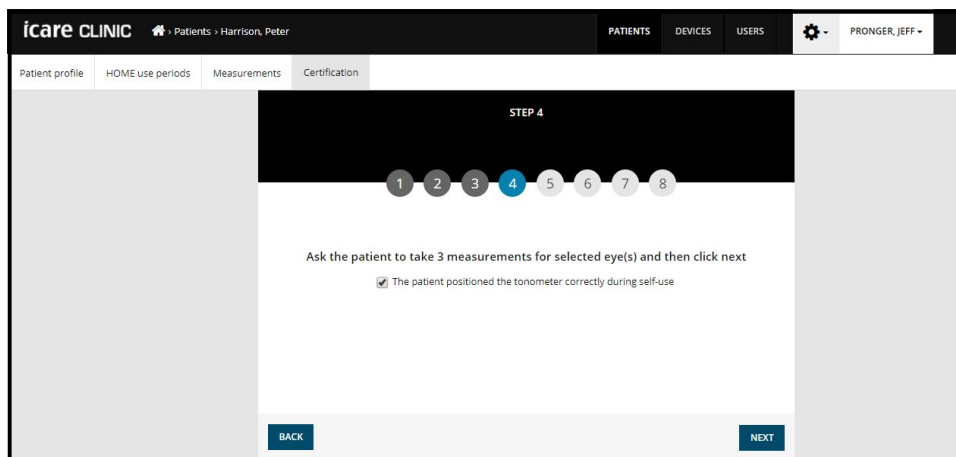 icare CLINIC › Patients › Harrison, Peter PATIENTS DEVICES USERS PRONGER, JEFF
Patient profile HOME use periods Measurements Certification
STEP 4
1 2 3 4 5 6 7 8
Ask the patient to take 3 measurements for selected eye(s) and then click next
The patient positioned the tonometer correctly during self-use
BACK NEXT